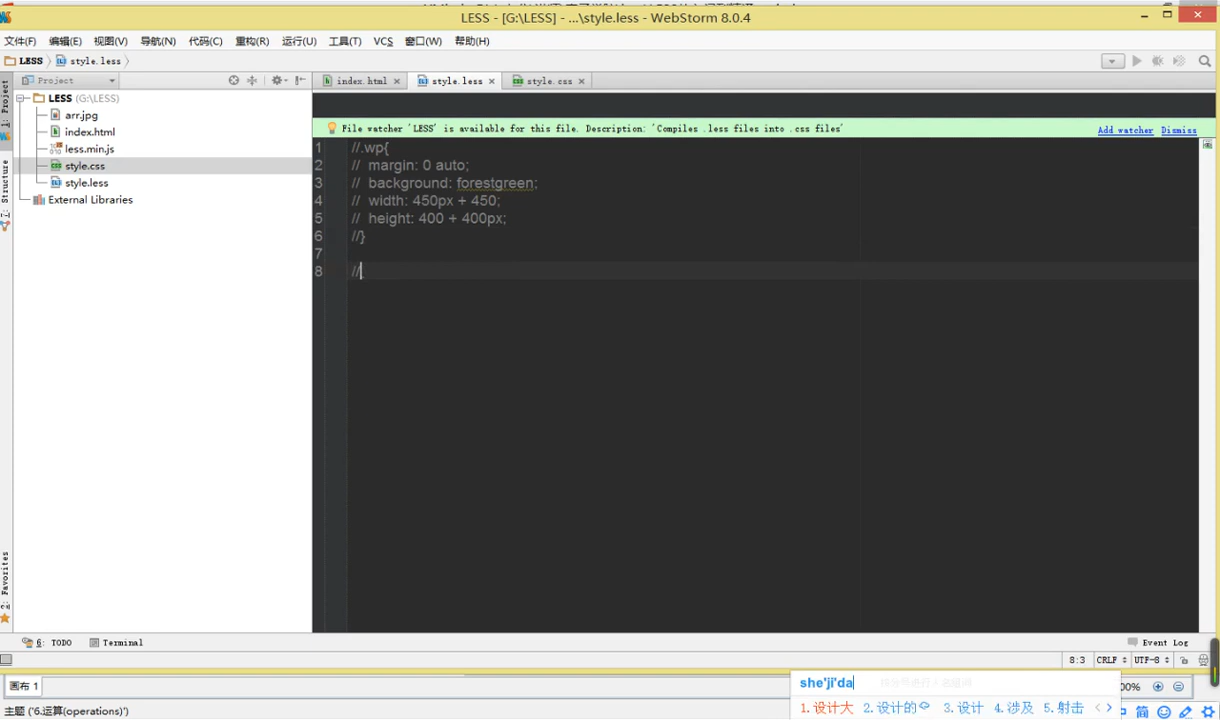 LESS - [G:\LESS] - ...\style.less - WebStorm 8.0.4
文件(F) 编辑(E) 视图(V) 导航(N) 代码(C) 重构(R) 运行(U) 工具(T) VCS 窗口(W) 帮助(H)
LESS style.less
Project
index.html style.less style.css
1: Project
Structure
2: Favorites
LESS (G:\LESS)
arr.jpg
index.html
less.min.js
style.css
style.less
External Libraries
File watcher 'LESS' is available for this file. Description: 'Compiles .less files into .css files' Add watcher Dismiss
1 //.wp{
2 //  margin: 0 auto;
3 //  background: forestgreen;
4 //  width: 450px + 450;
5 //  height: 400 + 400px;
6 //}
7
8 //
6: TODO Terminal Event Log
8:3 CRLF UTF-8
画布 1
she'ji'da
00%
1.设计大 2.设计的 3.设计 4.涉及 5.射击
主题 ('6.运算(operations)')
简